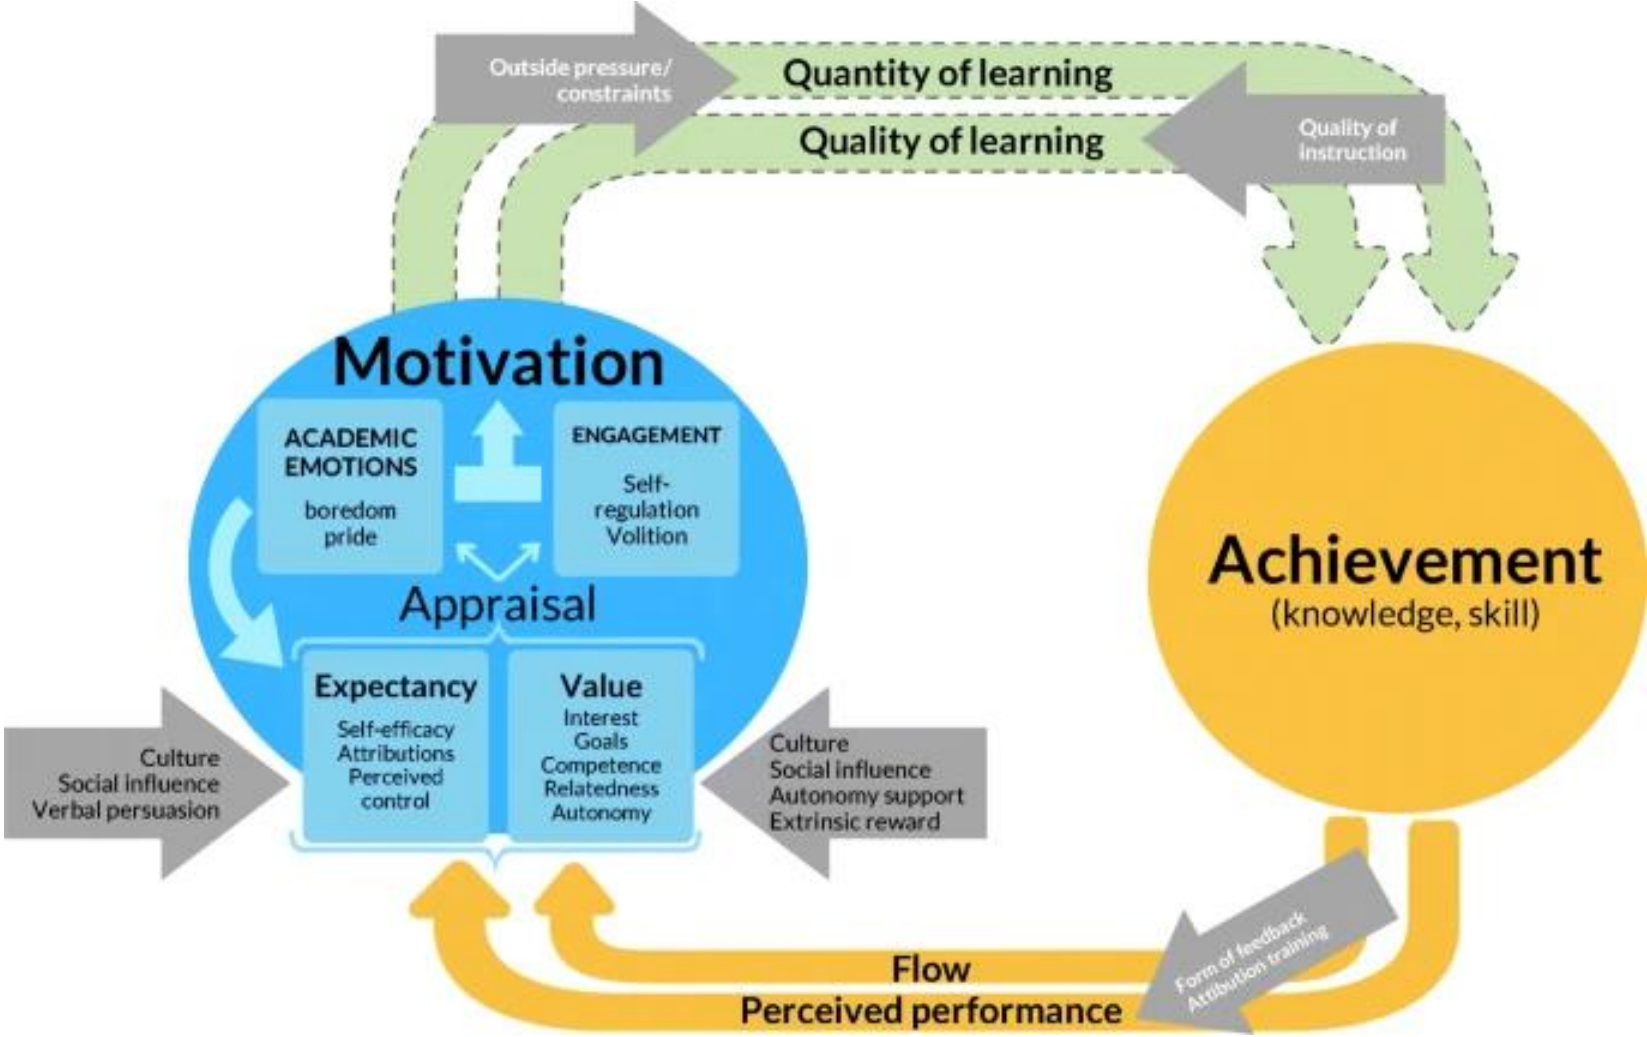 Outside pressure/
constraints
Quantity of learning
Quality of learning
Quality of
instruction
Motivation
ACADEMIC
EMOTIONS
boredom
pride
ENGAGEMENT
Self-
regulation
Volition
Appraisal
Expectancy
Self-efficacy
Attributions
Perceived
control
Value
Interest
Goals
Competence
Relatedness
Autonomy
Culture
Social influence
Verbal persuasion
Culture
Social influence
Autonomy support
Extrinsic reward
Achievement
(knowledge, skill)
Form of feedback
Attibution training
Flow
Perceived performance